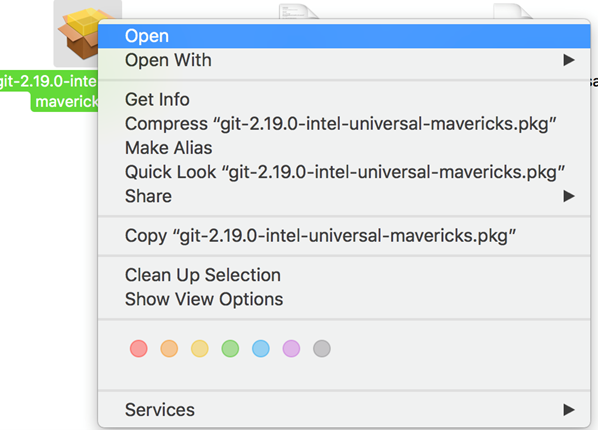 Open
git-2.19.0-inte
Open With
maverick
Get Info
Compress “git-2.19.0-intel-universal-mavericks.pkg”
Make Alias
Quick Look “git-2.19.0-intel-universal-mavericks.pkg”
Share
Copy “git-2.19.0-intel-universal-mavericks.pkg”
Clean Up Selection
Show View Options
Services